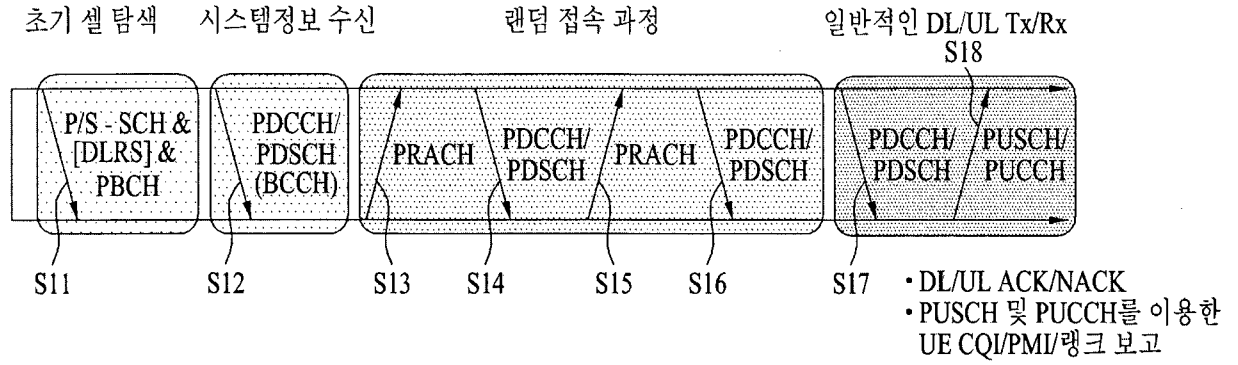 초기 셀 탐색
시스템정보 수신
랜덤 접속 과정
일반적인 DL/UL Tx/Rx
S18
P/S - SCH &
[DLRS] &
PBCH
PDCCH/
PDSCH
(BCCH)
PRACH
PDCCH/
PDSCH
PRACH
PDCCH/
PDSCH
PDCCH/
PDSCH
PUSCH/
PUCCH
S11
S12
S13
S14
S15
S16
S17
• DL/UL ACK/NACK
• PUSCH 및 PUCCH를 이용한
UE CQI/PMI/랭크 보고